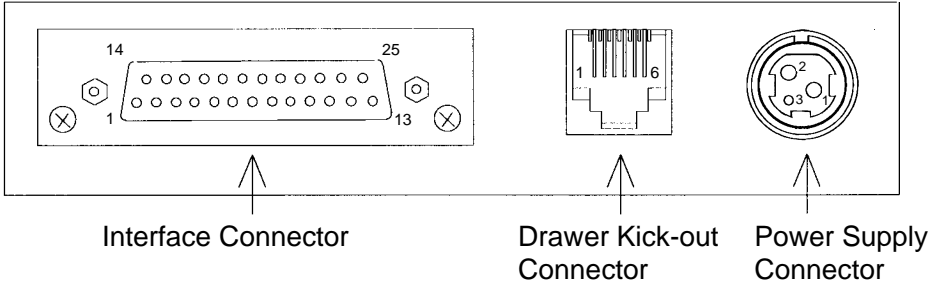 14 25
1 13
1 6
2
3 1
Interface Connector
Drawer Kick-out
Connector
Power Supply
Connector